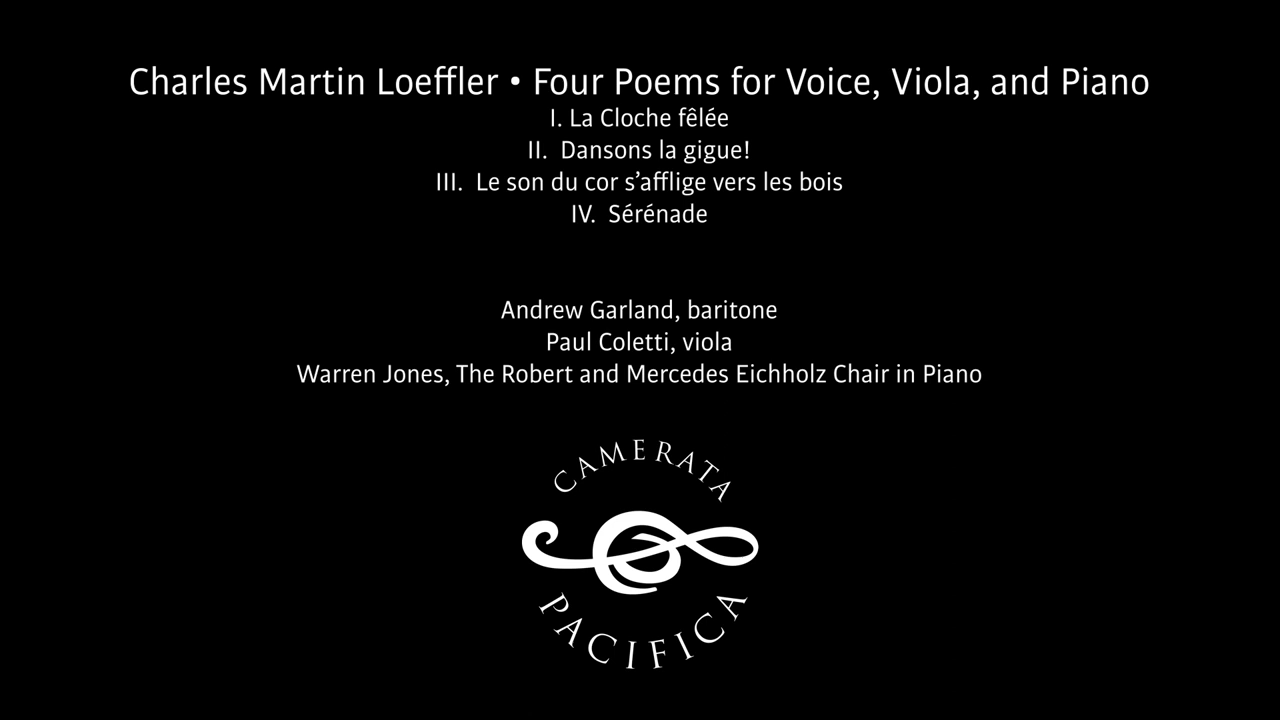 Charles Martin Loeffler • Four Poems for Voice, Viola, and Piano
I. La Cloche fêlée
II. Dansons la gigue!
III. Le son du cor s’afflige vers les bois
IV. Sérénade
Andrew Garland, baritone
Paul Coletti, viola
Warren Jones, The Robert and Mercedes Eichholz Chair in Piano
CAMERATA
PACIFICA